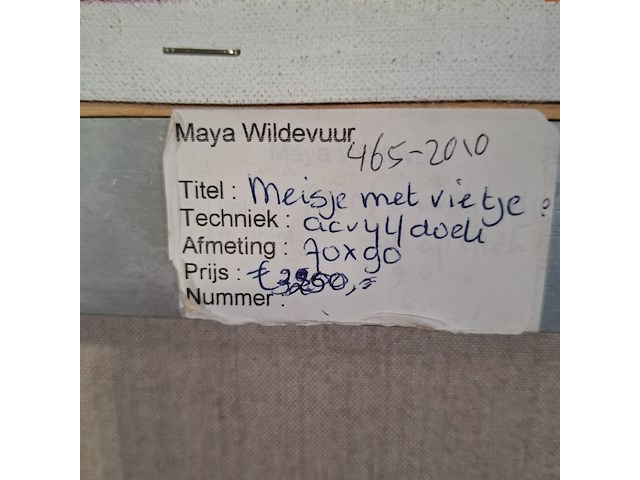 Maya Wildevuur 465-2010
Titel : Meisje met vietje?
Techniek : acryl/doek
Afmeting : 70x90
Prijs : €
Nummer :